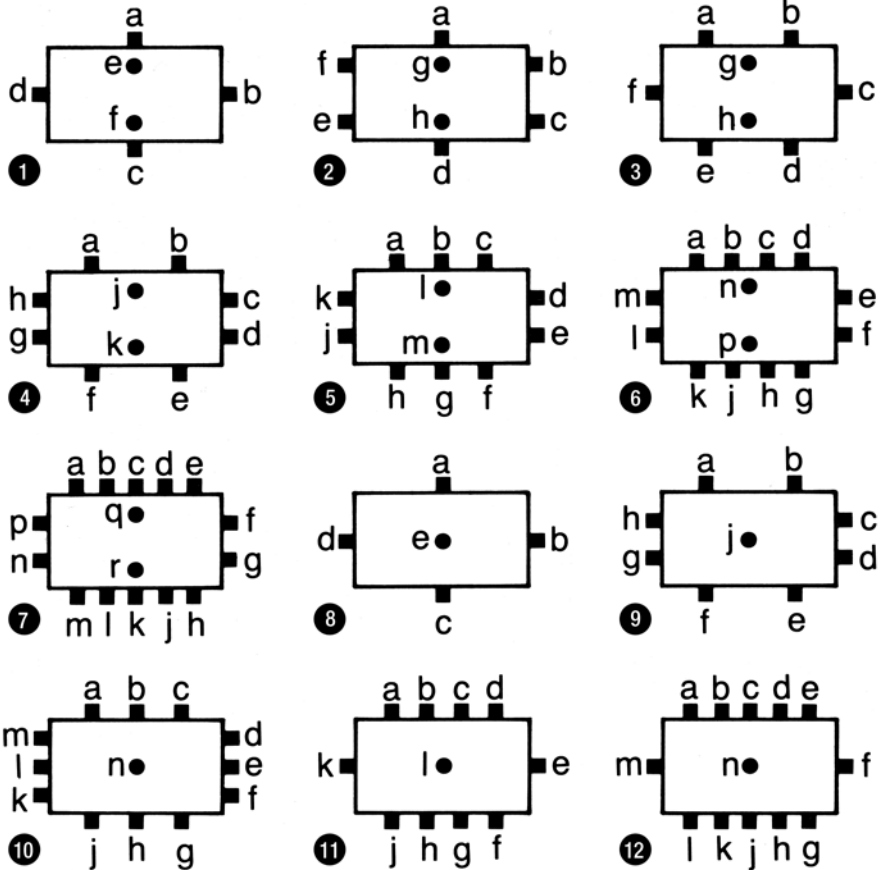 a
e
d b
f
1 c
a
f g b
e h c
2 d
a b
g
f c
h
3 e d
a b
h j c
g k d
4 f e
a b c
k l d
j m e
5 h g f
a b c d
m n e
l p f
6 k j h g
a b c d e
p q f
n r g
7 m l k j h
a
d e b
8 c
a b
h c
j
g d
9 f e
a b c
m d
l n e
k f
10 j h g
a b c d
k l e
11 j h g f
a b c d e
m n f
12 l k j h g